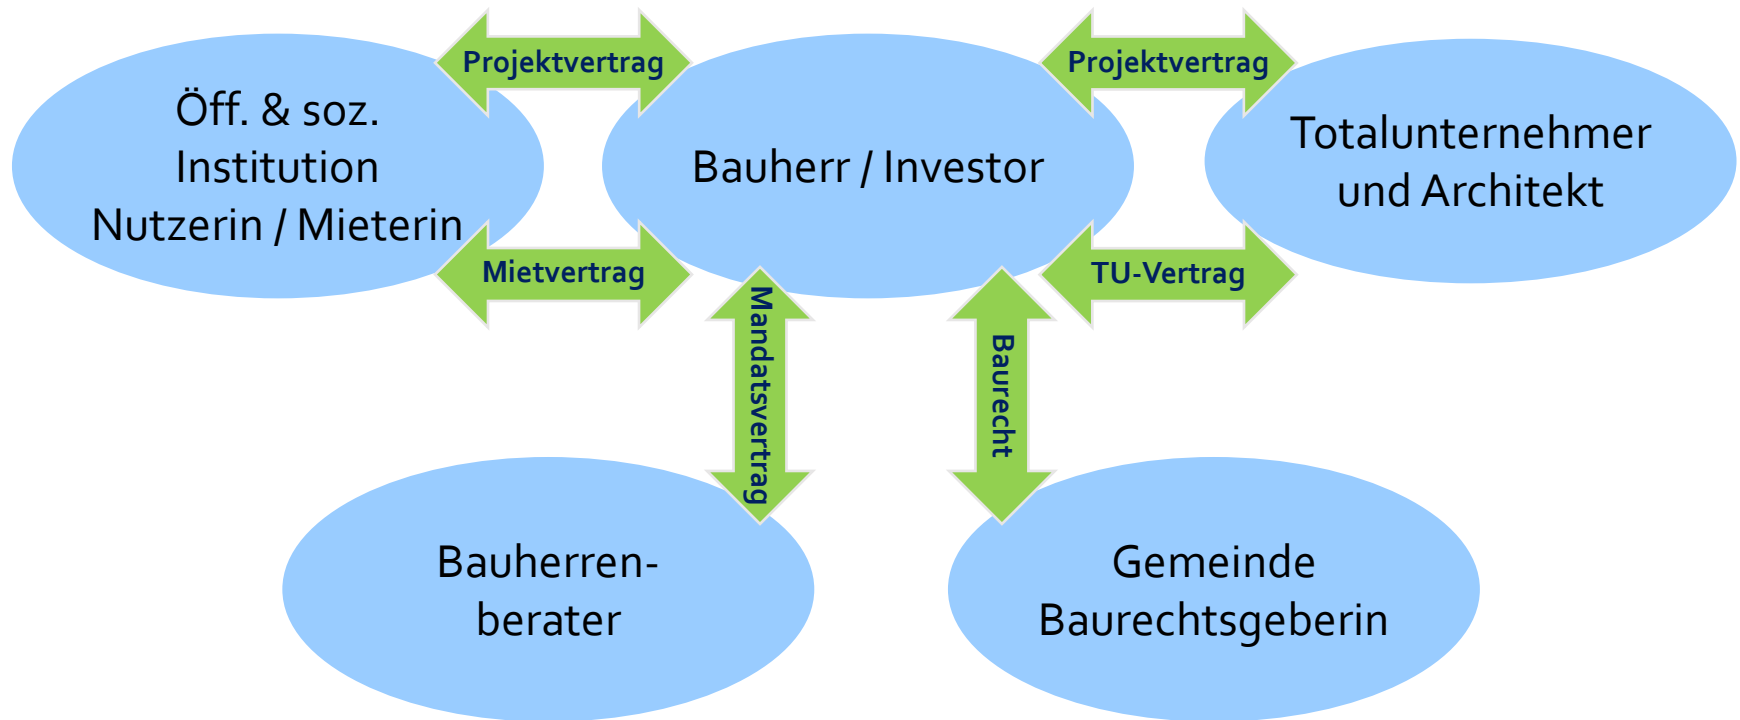 Projektvertrag
Projektvertrag
Öff. & soz.
Institution
Nutzerin / Mieterin
Bauherr / Investor
Totalunternehmer
und Architekt
Mietvertrag
TU-Vertrag
Mandatsvertrag
Baurecht
Bauherren-
berater
Gemeinde
Baurechtsgeberin